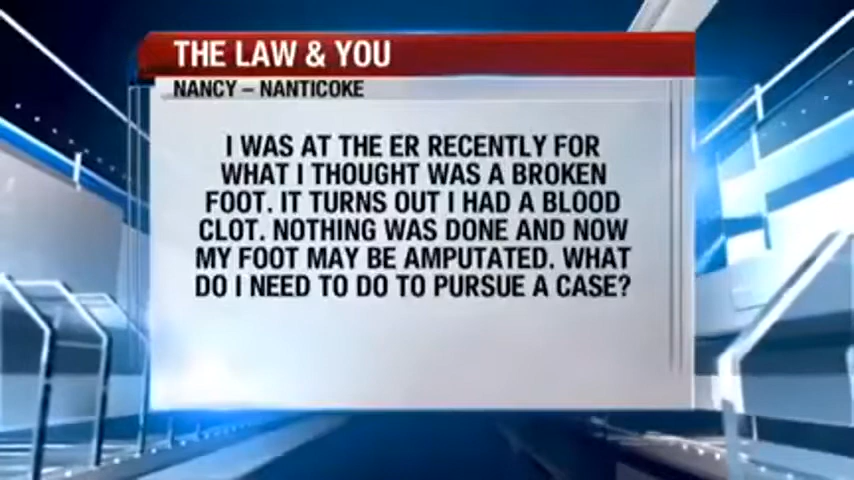 THE LAW & YOU
NANCY – NANTICOKE
I WAS AT THE ER RECENTLY FOR
WHAT I THOUGHT WAS A BROKEN
FOOT. IT TURNS OUT I HAD A BLOOD
CLOT. NOTHING WAS DONE AND NOW
MY FOOT MAY BE AMPUTATED. WHAT
DO I NEED TO DO TO PURSUE A CASE?